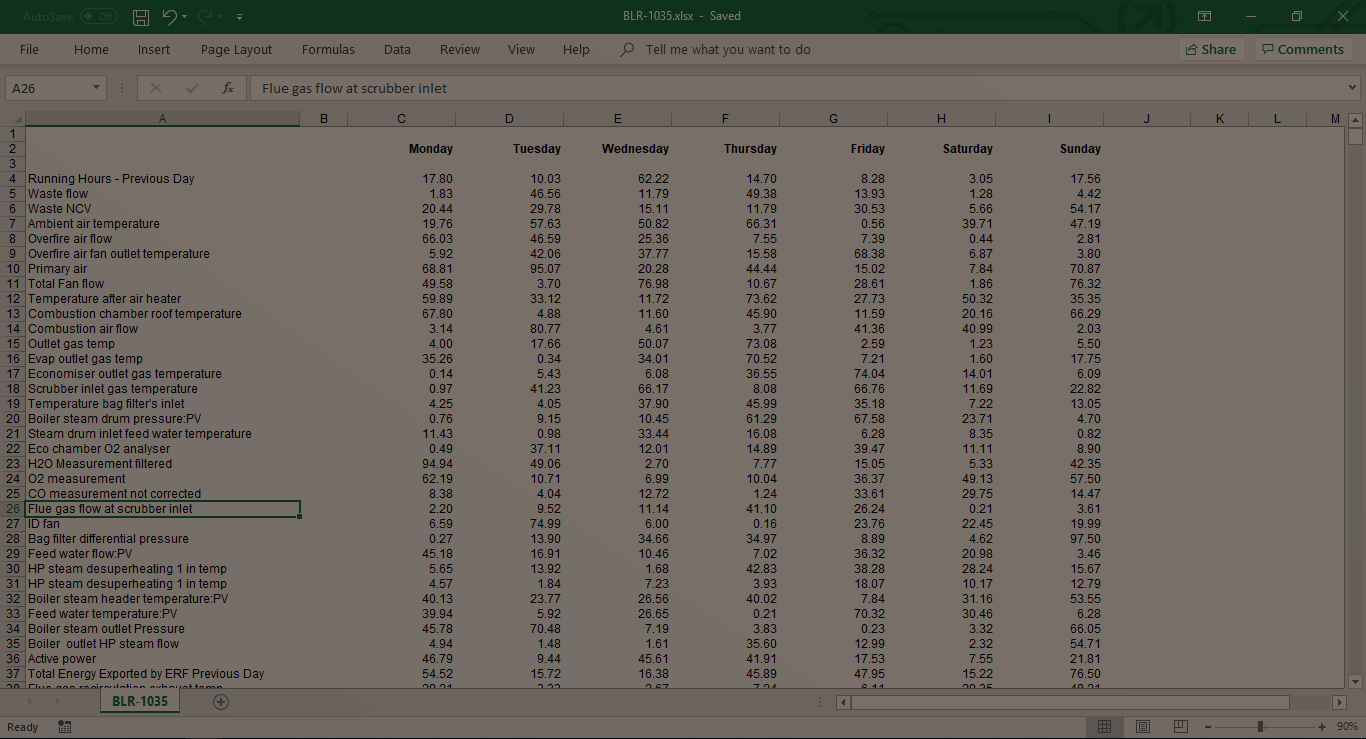 AutoSave Off BLR-1035.xlsx - Saved
File Home Insert Page Layout Formulas Data Review View Help Tell me what you want to do Share Comments
A26 fx Flue gas flow at scrubber inlet
A B C D E F G H I J K L M
1
2 Monday Tuesday Wednesday Thursday Friday Saturday Sunday
3
4 Running Hours - Previous Day 17.80 10.03 62.22 14.70 8.28 3.05 17.56
5 Waste flow 1.83 46.56 11.79 49.38 13.93 1.28 4.42
6 Waste NCV 20.44 29.78 15.11 11.79 30.53 5.66 54.17
7 Ambient air temperature 19.76 57.63 50.82 66.31 0.56 39.71 47.19
8 Overfire air flow 66.03 46.59 25.36 7.55 7.39 0.44 2.81
9 Overfire air fan outlet temperature 5.92 42.06 37.77 15.58 68.38 6.87 3.80
10 Primary air 68.81 95.07 20.28 44.44 15.02 7.84 70.87
11 Total Fan flow 49.58 3.70 76.98 10.67 28.61 1.86 76.32
12 Temperature after air heater 59.89 33.12 11.72 73.62 27.73 50.32 35.35
13 Combustion chamber roof temperature 67.80 4.88 11.60 45.90 11.59 20.16 66.29
14 Combustion air flow 3.14 80.77 4.61 3.77 41.36 40.99 2.03
15 Outlet gas temp 4.00 17.66 50.07 73.08 2.59 1.23 5.50
16 Evap outlet gas temp 35.26 0.34 34.01 70.52 7.21 1.60 17.75
17 Economiser outlet gas temperature 0.14 5.43 6.08 36.55 74.04 14.01 6.09
18 Scrubber inlet gas temperature 0.97 41.23 66.17 8.08 66.76 11.69 22.82
19 Temperature bag filter's inlet 4.25 4.05 37.90 45.99 35.18 7.22 13.05
20 Boiler steam drum pressure:PV 0.76 9.15 10.45 61.29 67.58 23.71 4.70
21 Steam drum inlet feed water temperature 11.43 0.98 33.44 16.08 6.28 8.35 0.82
22 Eco chamber O2 analyser 0.49 37.11 12.01 14.89 39.47 11.11 8.90
23 H2O Measurement filtered 94.94 49.06 2.70 7.77 15.05 5.33 42.35
24 O2 measurement 62.19 10.71 6.99 10.04 36.37 49.13 57.50
25 CO measurement not corrected 8.38 4.04 12.72 1.24 33.61 29.75 14.47
26 Flue gas flow at scrubber inlet 2.20 9.52 11.14 41.10 26.24 0.21 3.61
27 ID fan 6.59 74.99 6.00 0.16 23.76 22.45 19.99
28 Bag filter differential pressure 0.27 13.90 34.66 34.97 8.89 4.62 97.50
29 Feed water flow:PV 45.18 16.91 10.46 7.02 36.32 20.98 3.46
30 HP steam desuperheating 1 in temp 5.65 13.92 1.68 42.83 38.28 28.24 15.67
31 HP steam desuperheating 1 in temp 4.57 1.84 7.23 3.93 18.07 10.17 12.79
32 Boiler steam header temperature:PV 40.13 23.77 26.56 40.02 7.84 31.16 53.55
33 Feed water temperature:PV 39.94 5.92 26.65 0.21 70.32 30.46 6.28
34 Boiler steam outlet Pressure 45.78 70.48 7.19 3.83 0.23 3.32 66.05
35 Boiler outlet HP steam flow 4.94 1.48 1.61 35.60 12.99 2.32 54.71
36 Active power 46.79 9.44 45.61 41.91 17.53 7.55 21.81
37 Total Energy Exported by ERF Previous Day 54.52 15.72 16.38 45.89 47.95 15.22 76.50
BLR-1035
Ready 90%